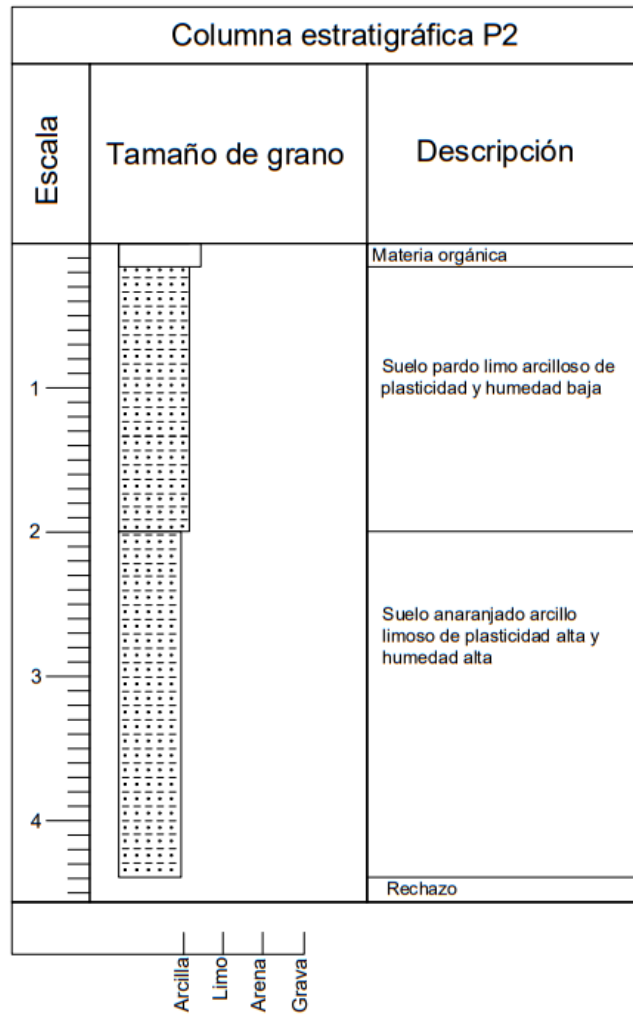 Columna estratigráfica P2
Escala
Tamaño de grano
Descripción
Materia orgánica
Suelo pardo limo arcilloso de
plasticidad y humedad baja
1
2
Suelo anaranjado arcillo
limoso de plasticidad alta y
humedad alta
3
4
Rechazo
Arcilla
Limo
Arena
Grava